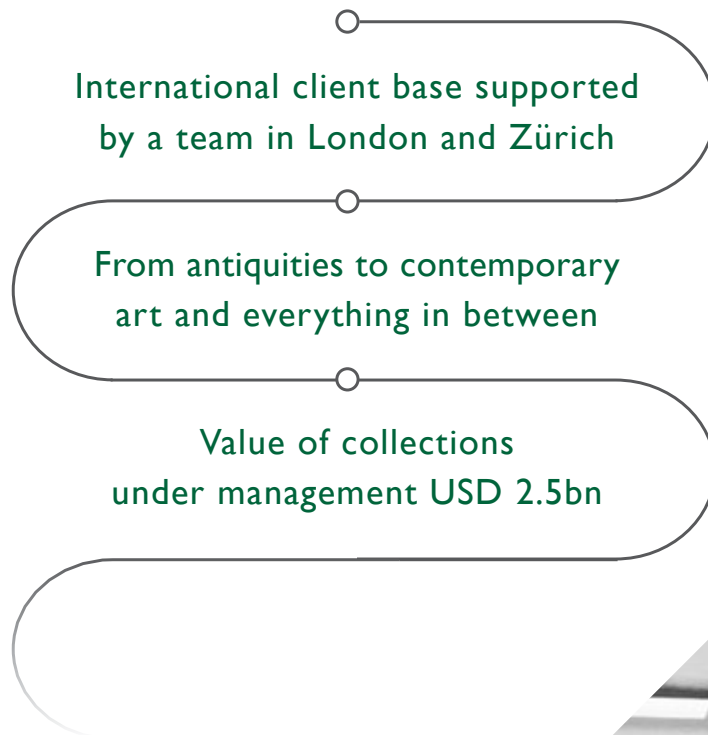 International client base supported
by a team in London and Zürich
From antiquities to contemporary
art and everything in between
Value of collections
under management USD 2.5bn